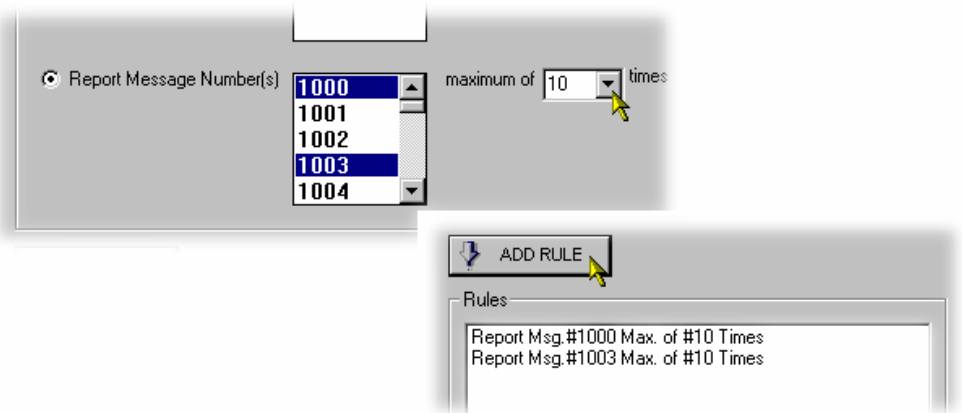 Report Message Number(s)
1000
1001
1002
1003
1004
maximum of 10 times
ADD RULE
Rules
Report Msg.#1000 Max. of #10 Times
Report Msg.#1003 Max. of #10 Times